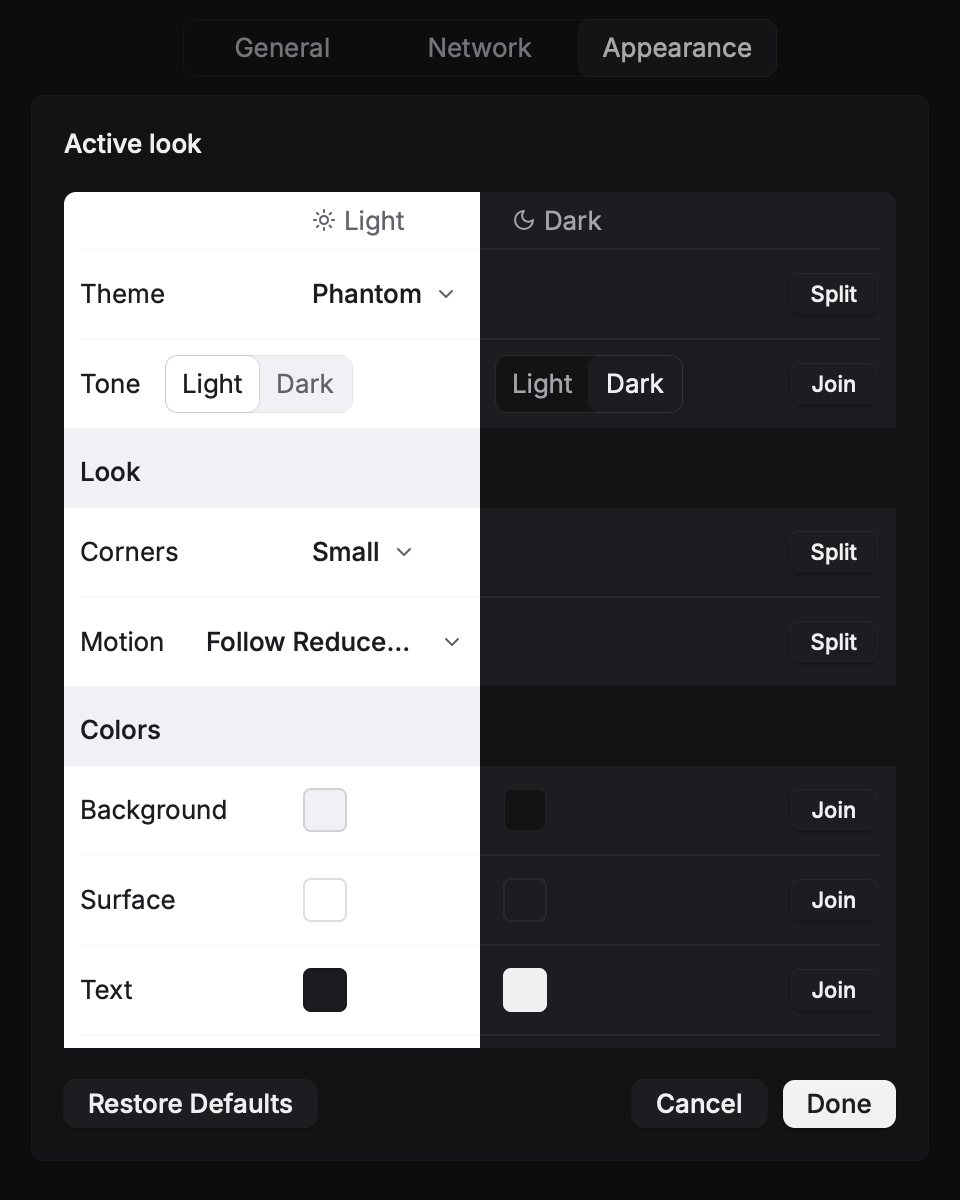 General Network Appearance
Active look
Light Dark
Theme Phantom Split
Tone Light Dark Light Dark Join
Look
Corners Small Split
Motion Follow Reduce... Split
Colors
Background Join
Surface Join
Text Join
Restore Defaults Cancel Done